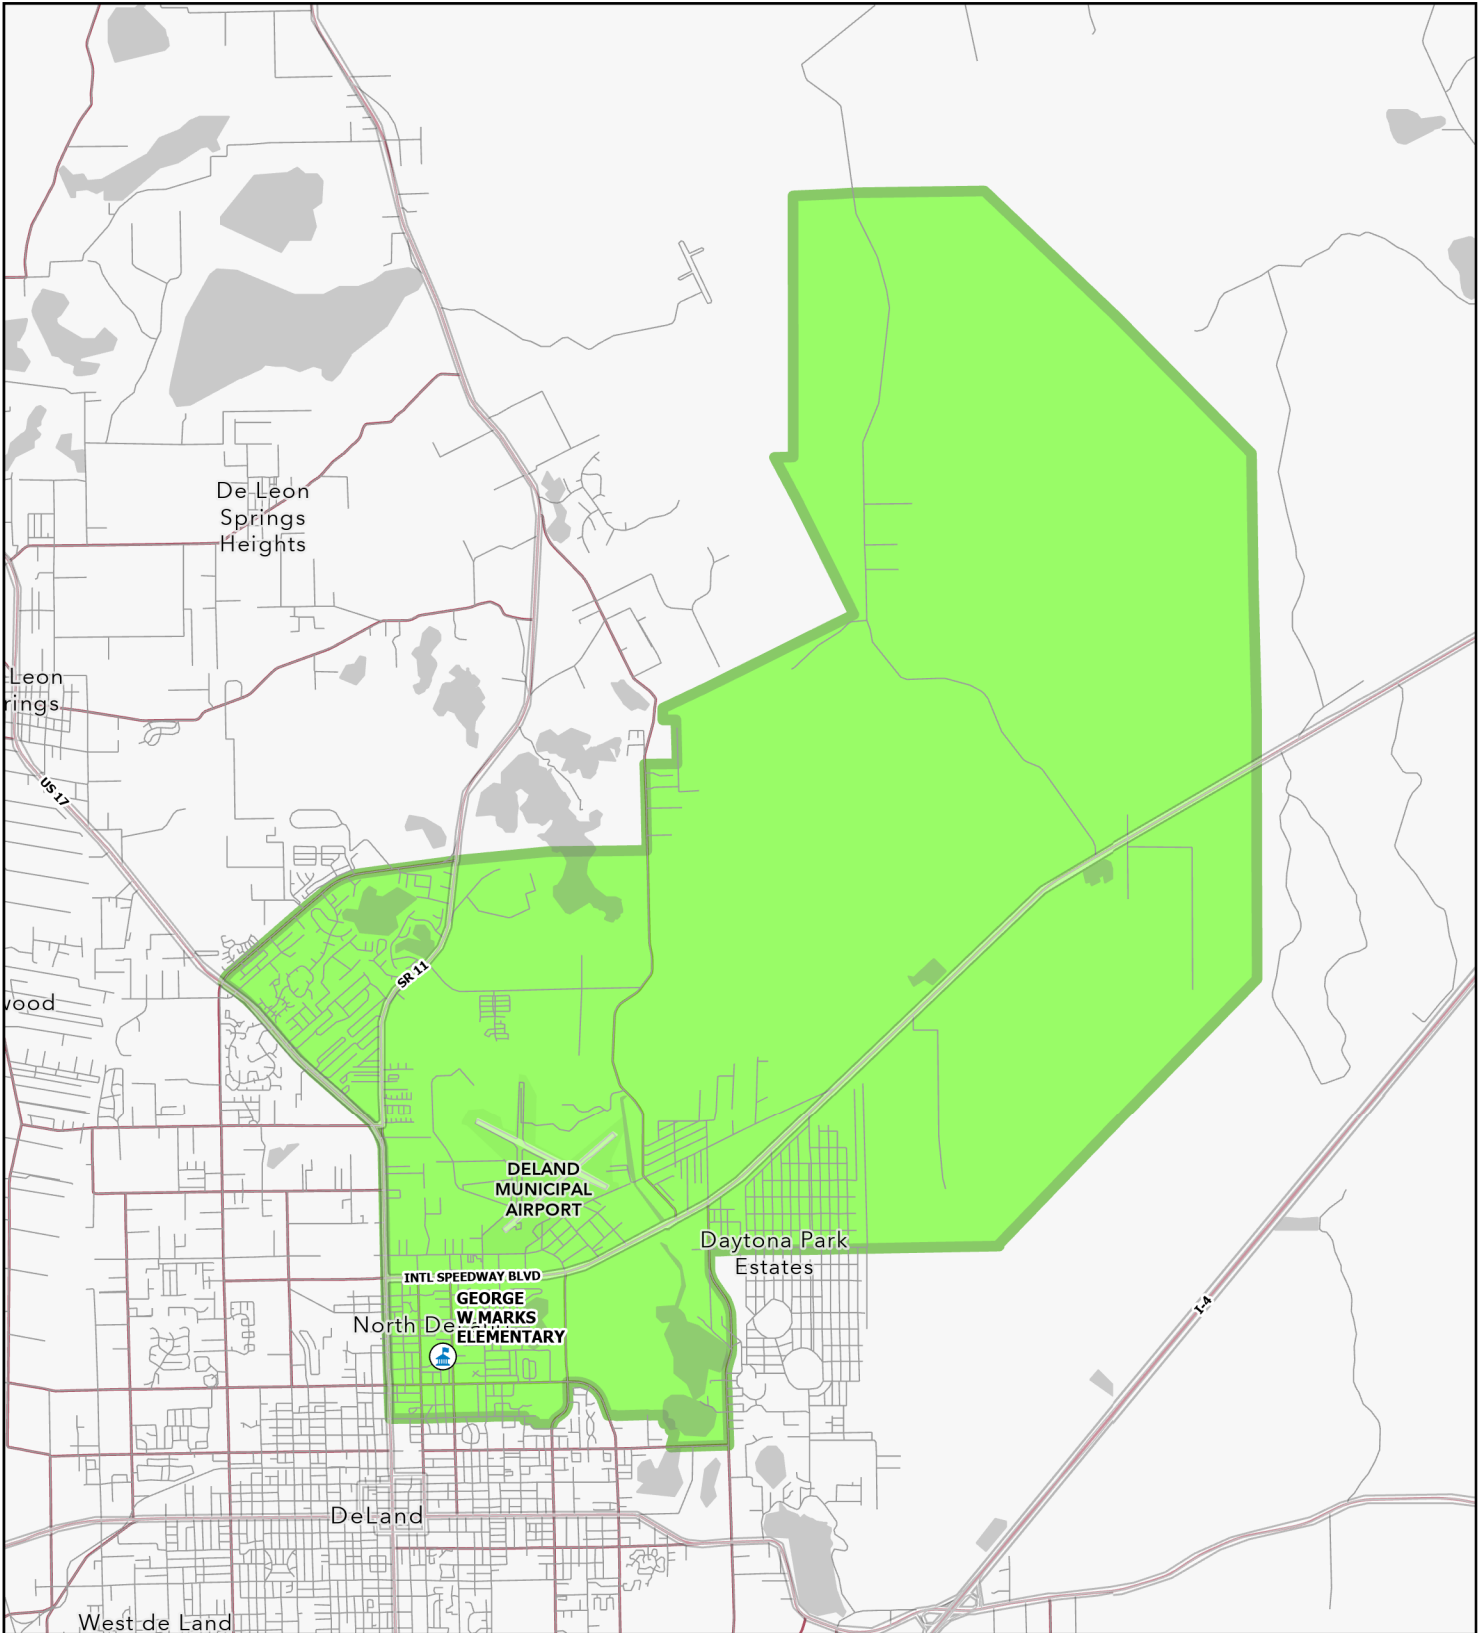 De Leon
Springs
Heights
Leon
rings
US 17
SR 11
wood
DELAND
MUNICIPAL
AIRPORT
Daytona Park
Estates
INTL SPEEDWAY BLVD
GEORGE
W MARKS
ELEMENTARY
North De
I-4
DeLand
West de Land